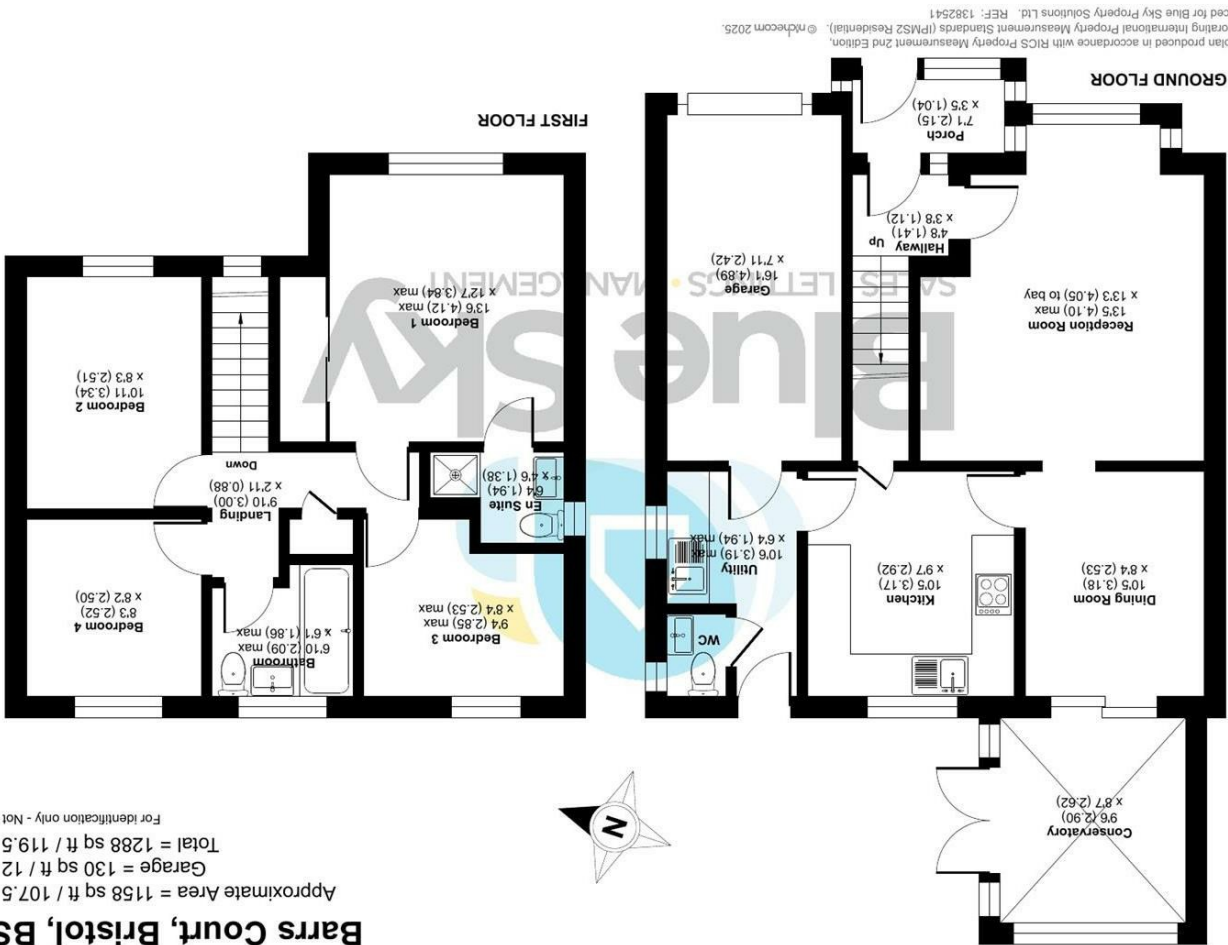 Barrs Court, Bristol, BS
Approximate Area = 1158 sq ft / 107.5
Garage = 130 sq ft / 12
Total = 1288 sq ft / 119.5
For identification only - Not
Conservatory
9'6 (2.90)
x 8'7 (2.62)
N
Dining Room
10'5 (3.18)
x 8'4 (2.53)
Kitchen
10'5 (3.17)
x 9'7 (2.92)
WC
Utility
10'6 (3.19) max
x 6'4 (1.94) max
Reception Room
13'5 (4.10) max
x 13'3 (4.05) to bay
Up
Hallway
4'8 (1.41)
x 3'8 (1.12)
Garage
16'1 (4.89)
x 7'11 (2.42)
Porch
7'1 (2.15)
x 3'5 (1.04)
GROUND FLOOR
Bedroom 3
9'4 (2.85) max
x 8'4 (2.53) max
Bathroom
6'10 (2.09) max
x 6'1 (1.86) max
Bedroom 4
8'3 (2.52)
x 8'2 (2.50)
En Suite
6'4 (1.94)
x 4'6 (1.38)
Landing
9'10 (3.00)
x 2'11 (0.88)
Down
Bedroom 1
13'6 (4.12) max
x 12'7 (3.84) max
Bedroom 2
10'11 (3.34)
x 8'3 (2.51)
FIRST FLOOR
Blue Sky
SALES LETTINGS • MANAGEMENT
plan produced in accordance with RICS Property Measurement 2nd Edition,
orating International Property Measurement Standards (IPMS2 Residential). © nichecom 2025.
ced for Blue Sky Property Solutions Ltd. REF: 1382541